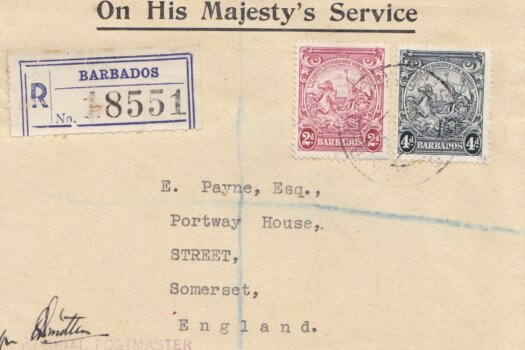 On His Majesty's Service
BARBADOS
R
No. 18551
2d 2d
BARBADOS
4d 4d
BARBADOS
E. Payne, Esq.,
Portway House,
STREET,
Somerset,
England.
POSTMASTER